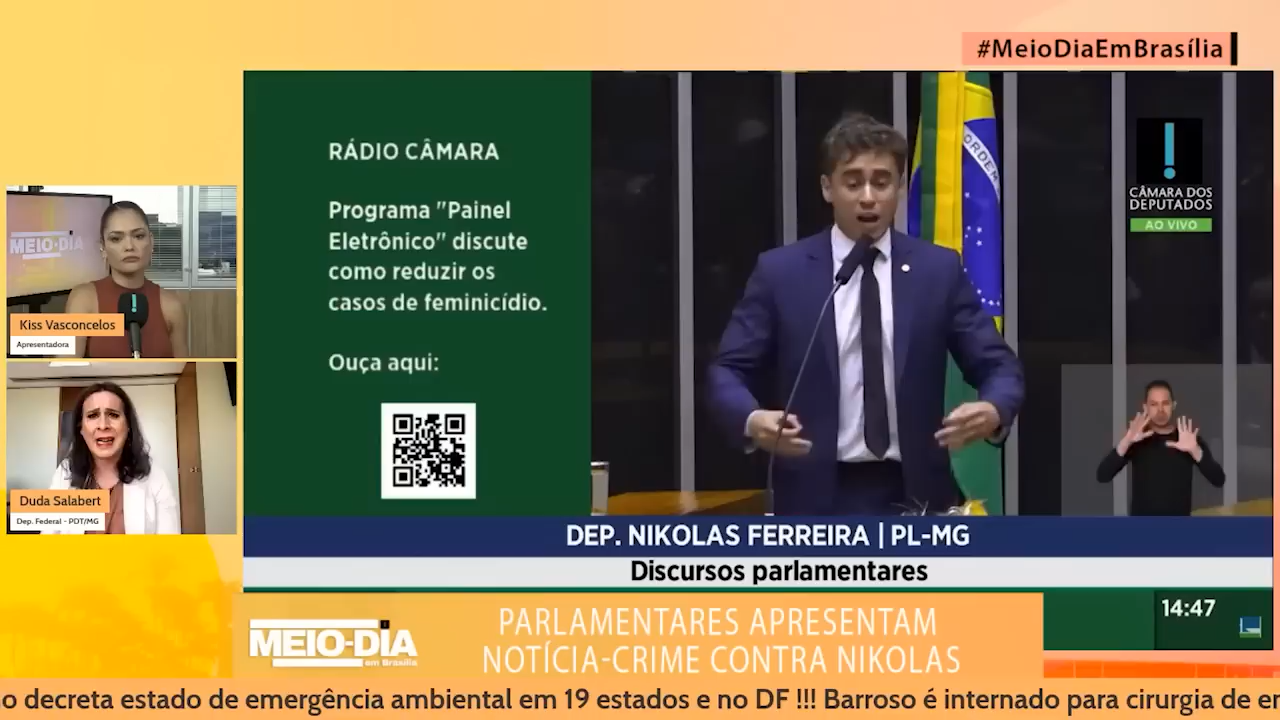 #MeioDiaEmBrasília
RÁDIO CÂMARA
Programa "Painel
Eletrônico" discute
como reduzir os
casos de feminicídio.
Ouça aqui:
ORDEM
CÂMARA DOS
DEPUTADOS
AO VIVO
MEIO-DIA
Kiss Vasconcelos
Apresentadora
Duda Salabert
Dep. Federal - PDT/MG
DEP. NIKOLAS FERREIRA | PL-MG
Discursos parlamentares
14:47
MEIO-DIA
em Brasília
PARLAMENTARES APRESENTAM
NOTÍCIA-CRIME CONTRA NIKOLAS
o decreta estado de emergência ambiental em 19 estados e no DF !!! Barroso é internado para cirurgia de